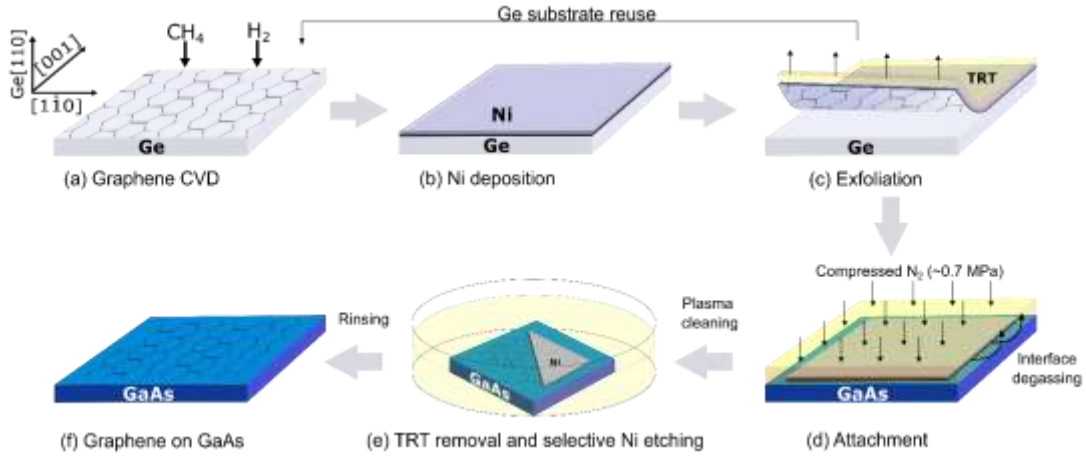 Ge substrate reuse
CH4
H2
Ge[110]
[001]
[11̄0]
Ge
(a) Graphene CVD
Ni
Ge
(b) Ni deposition
TRT
Ge
(c) Exfoliation
Compressed N2 (~0.7 MPa)
Interface
degassing
GaAs
(d) Attachment
Plasma
cleaning
Ni
GaAs
(e) TRT removal and selective Ni etching
Rinsing
GaAs
(f) Graphene on GaAs